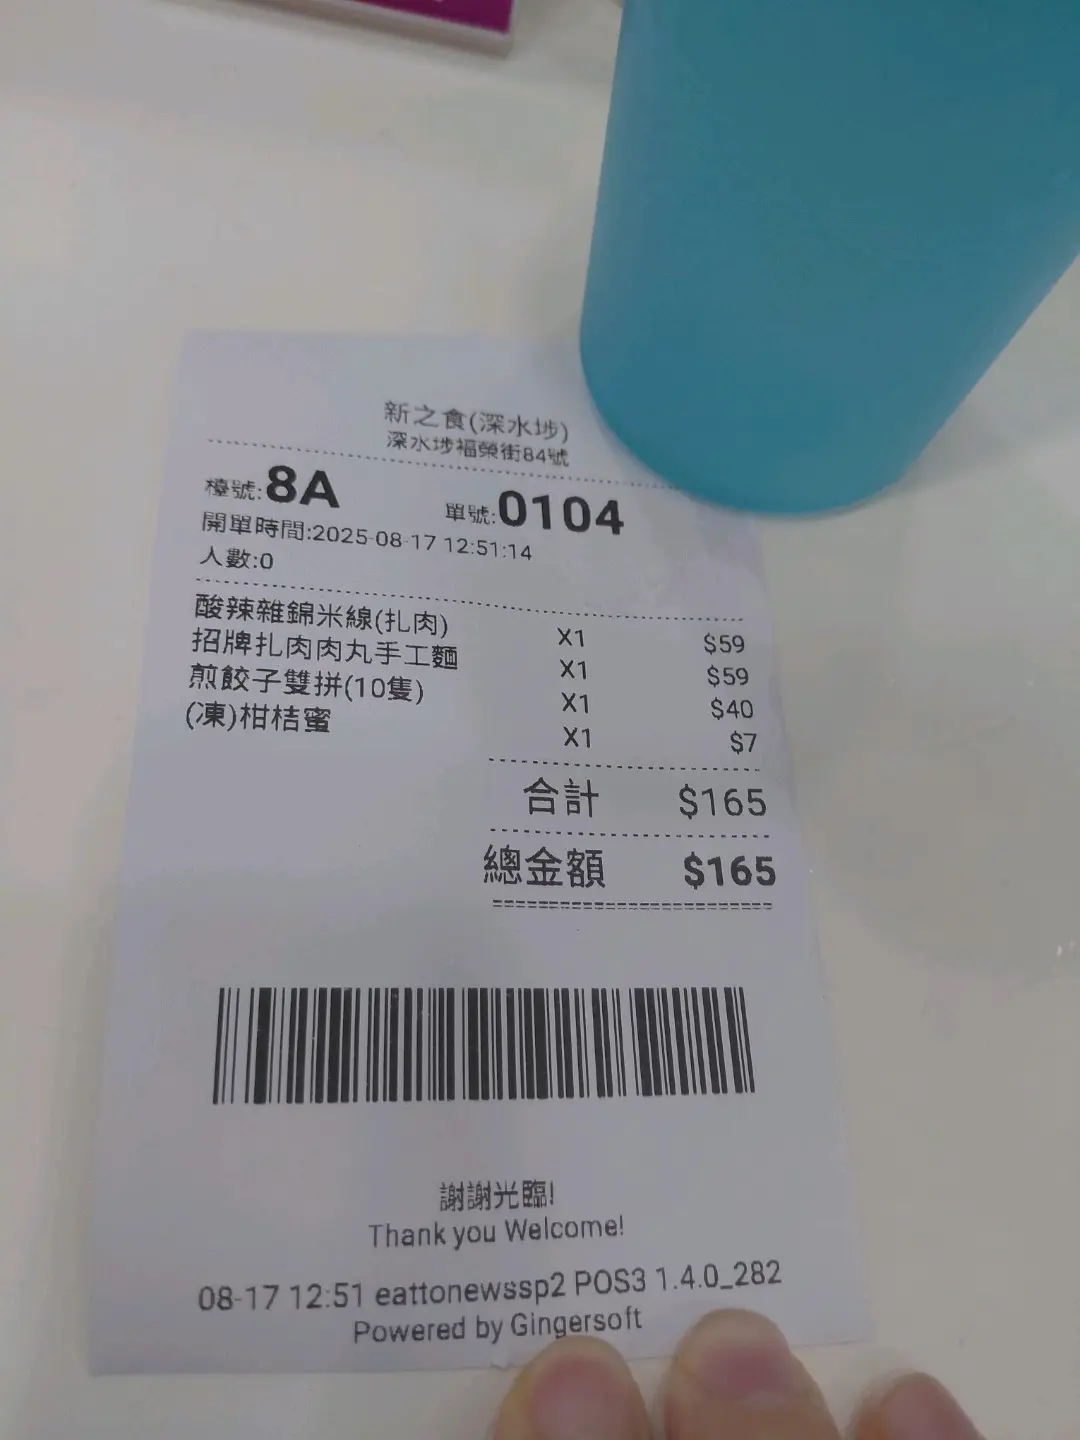 新之食(深水埗)
深水埗福榮街84號
檯號:8A 單號:0104
開單時間:2025-08-17 12:51:14
人數:0
酸辣雜錦米線(扎肉) X1 $59
招牌扎肉肉丸手工麵 X1 $59
煎餃子雙拼(10隻) X1 $40
(凍)柑桔蜜 X1 $7
合計 $165
總金額 $165
謝謝光臨!
Thank you Welcome!
08-17 12:51 eattonewssp2 POS3 1.4.0_282
Powered by Gingersoft